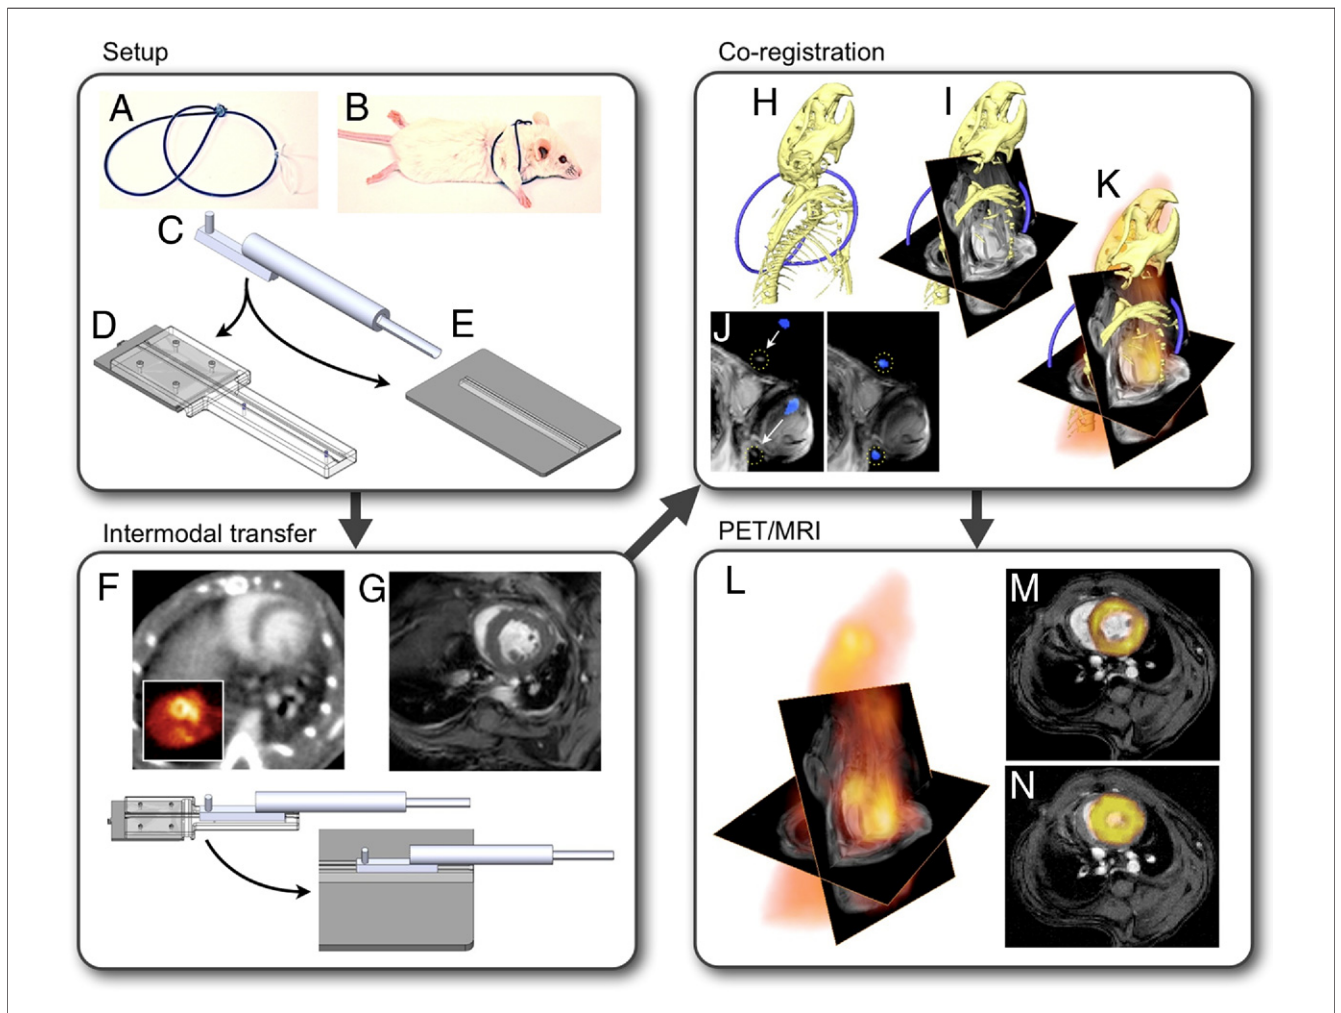 Setup
A
B
C
D
E
Intermodal transfer
F
G
Co-registration
H
I
K
J
PET/MRI
L
M
N